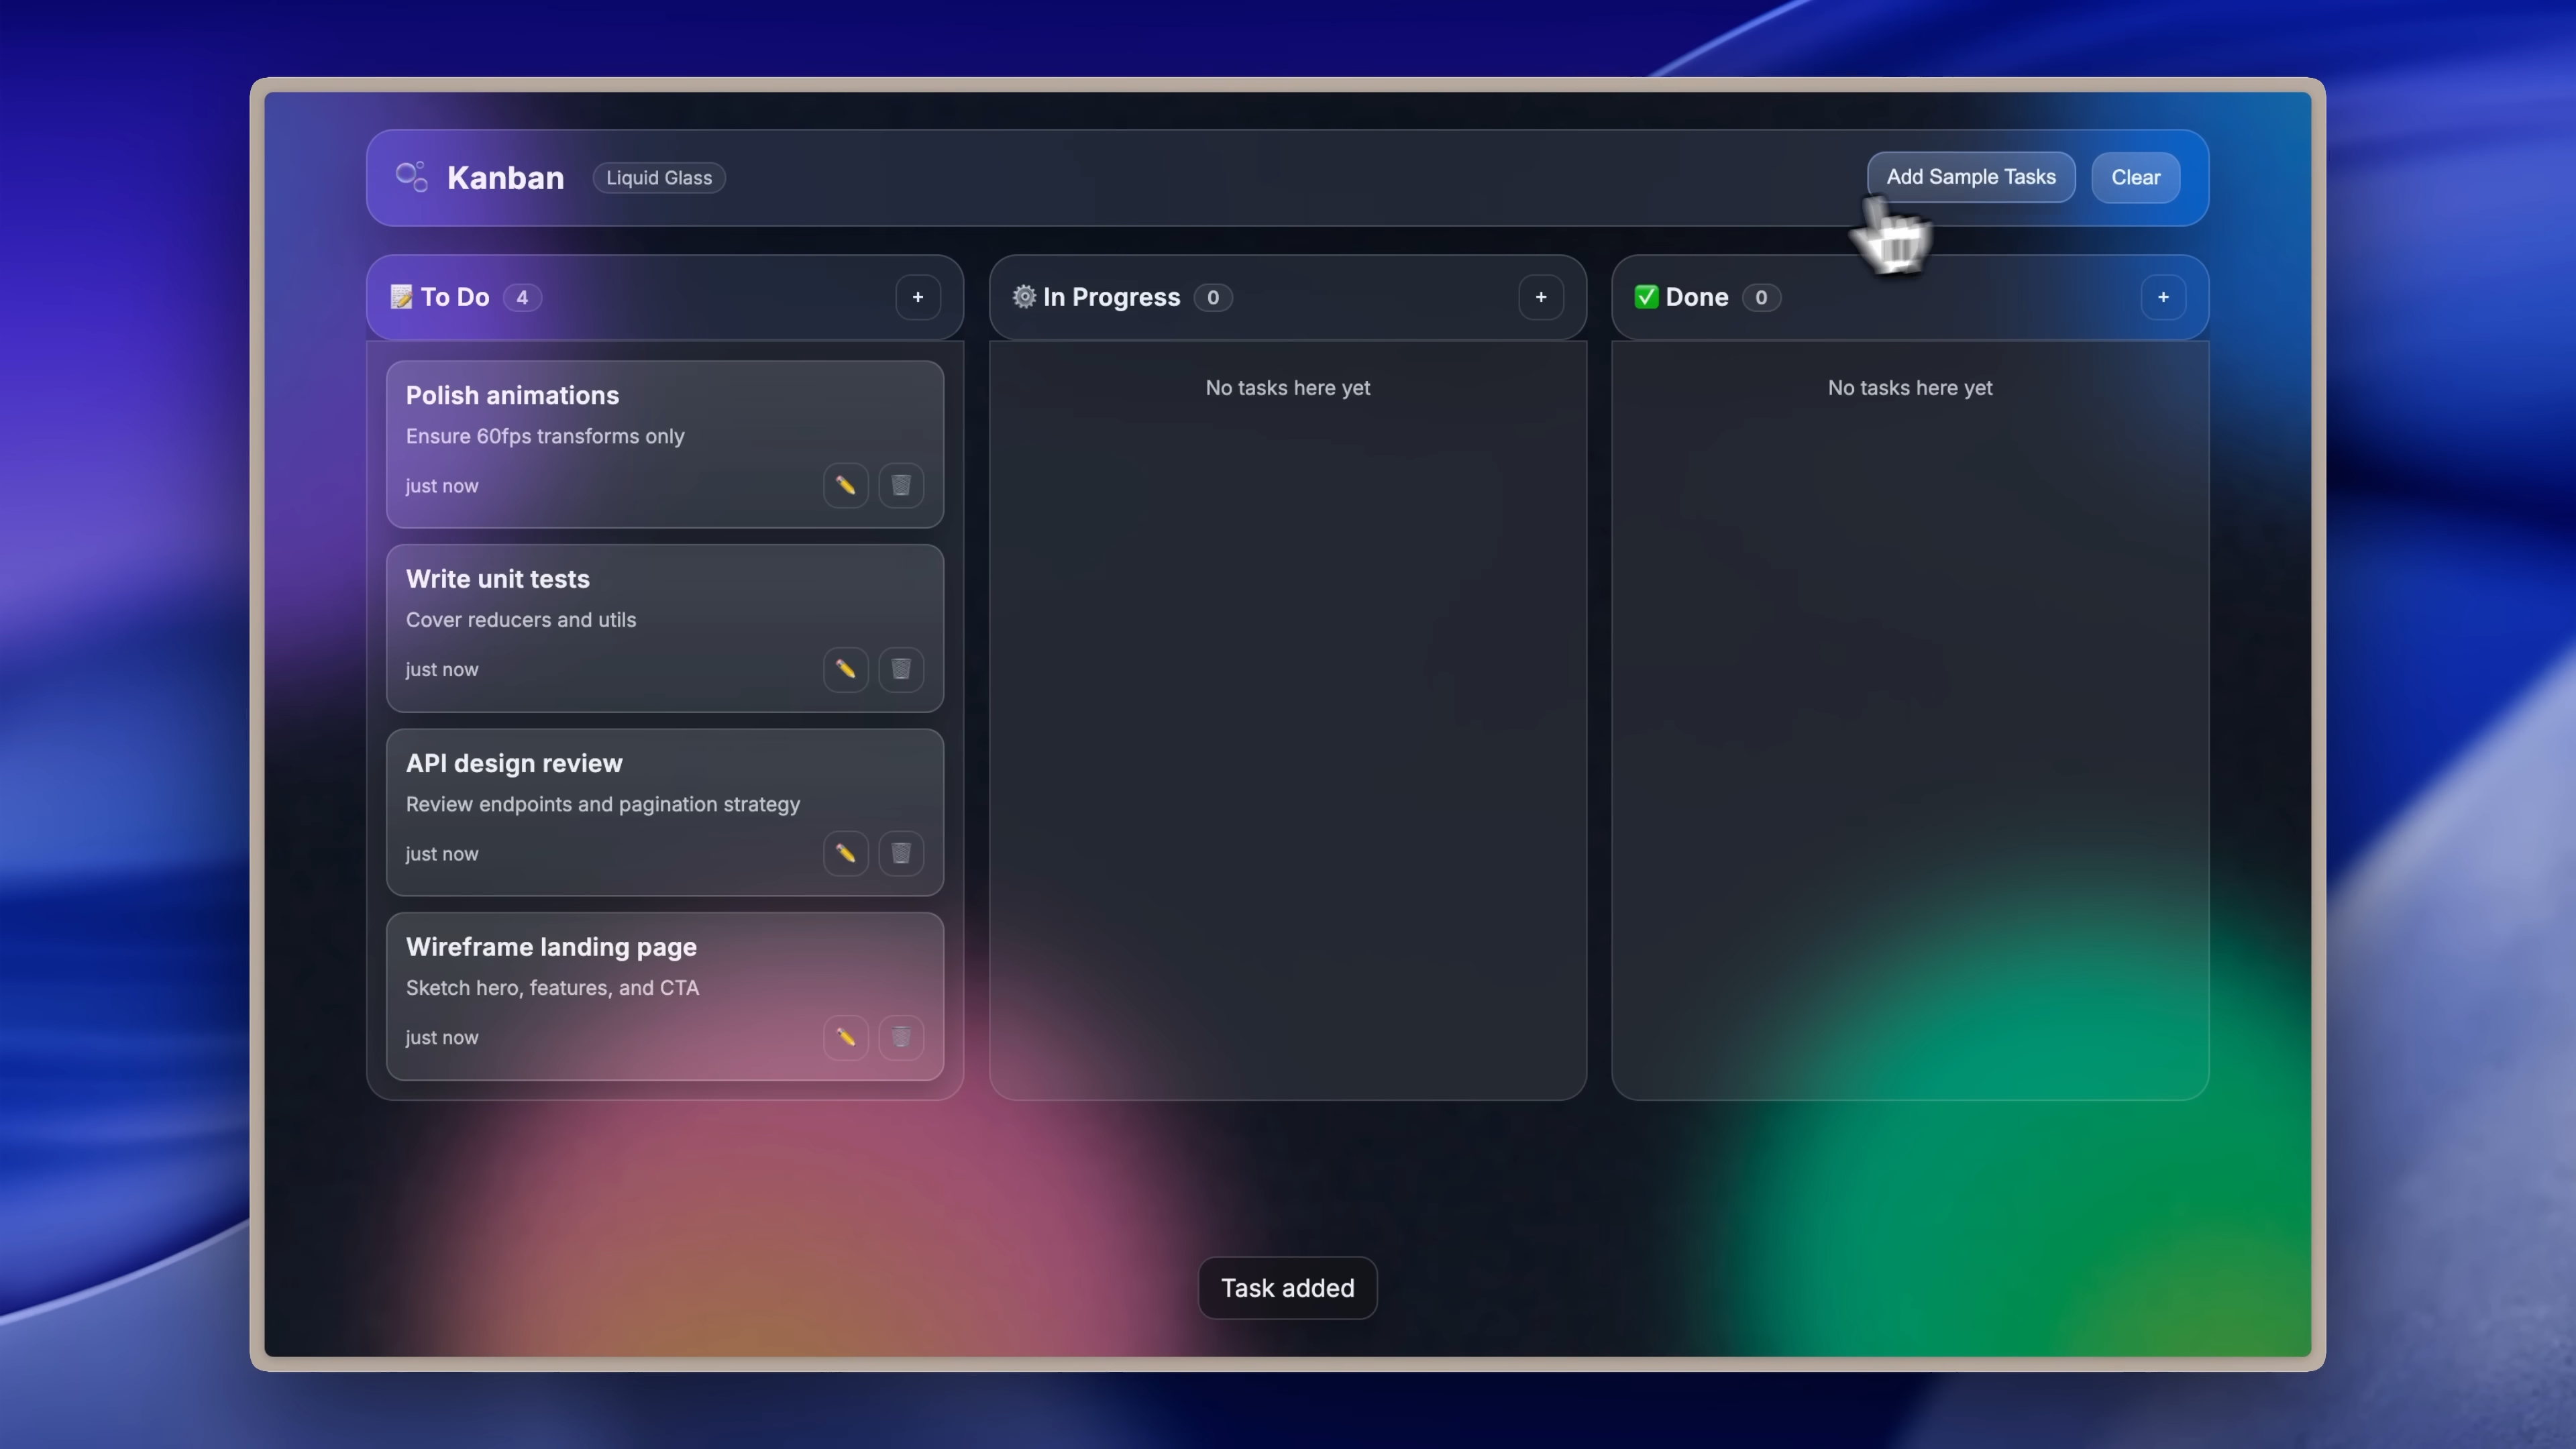 Kanban
Liquid Glass
Add Sample Tasks
Clear
To Do
4
+
In Progress
0
+
Done
0
+
Polish animations
Ensure 60fps transforms only
just now
Write unit tests
Cover reducers and utils
just now
API design review
Review endpoints and pagination strategy
just now
Wireframe landing page
Sketch hero, features, and CTA
just now
No tasks here yet
No tasks here yet
Task added